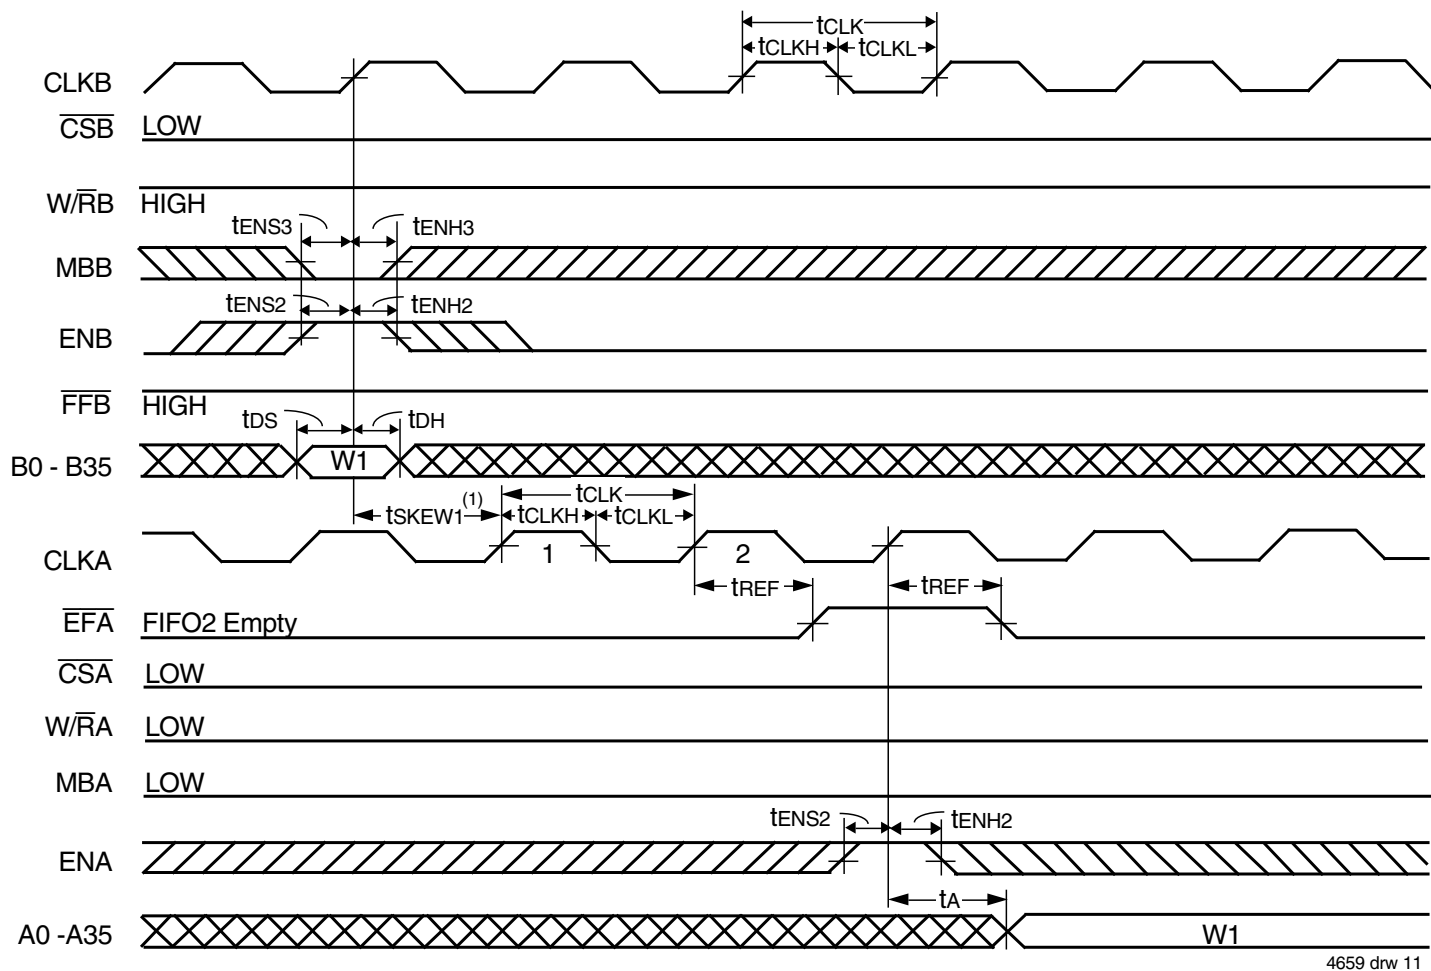 tCLK
tCLKH
tCLKL
CLKB
CSB LOW
W/RB HIGH
tENS3
tENH3
MBB
tENS2
tENH2
ENB
FFB HIGH
tDS
tDH
B0 - B35
W1
tSKEW1(1)
tCLK
tCLKH
tCLKL
CLKA
1
2
tREF
tREF
EFA FIFO2 Empty
CSA LOW
W/RA LOW
MBA LOW
tENS2
tENH2
ENA
tA
A0 -A35
W1
4659 drw 11